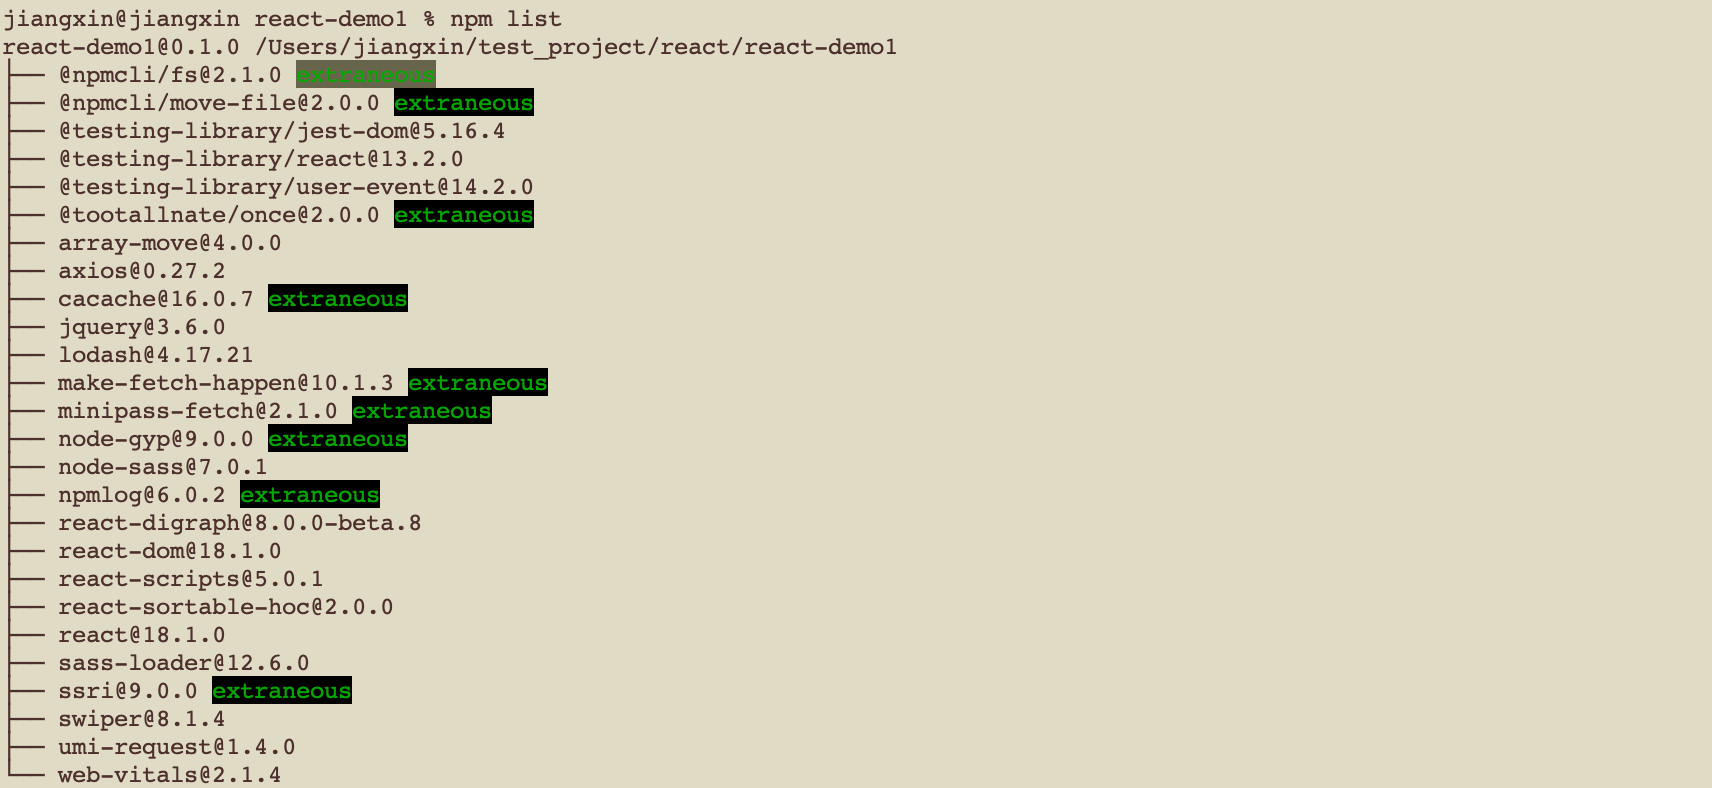 jiangxin@jiangxin react-demo1 % npm list
react-demo1@0.1.0 /Users/jiangxin/test_project/react/react-demo1
├── @npmcli/fs@2.1.0 extraneous
├── @npmcli/move-file@2.0.0 extraneous
├── @testing-library/jest-dom@5.16.4
├── @testing-library/react@13.2.0
├── @testing-library/user-event@14.2.0
├── @tootallnate/once@2.0.0 extraneous
├── array-move@4.0.0
├── axios@0.27.2
├── cacache@16.0.7 extraneous
├── jquery@3.6.0
├── lodash@4.17.21
├── make-fetch-happen@10.1.3 extraneous
├── minipass-fetch@2.1.0 extraneous
├── node-gyp@9.0.0 extraneous
├── node-sass@7.0.1
├── npmlog@6.0.2 extraneous
├── react-digraph@8.0.0-beta.8
├── react-dom@18.1.0
├── react-scripts@5.0.1
├── react-sortable-hoc@2.0.0
├── react@18.1.0
├── sass-loader@12.6.0
├── ssri@9.0.0 extraneous
├── swiper@8.1.4
├── umi-request@1.4.0
└── web-vitals@2.1.4